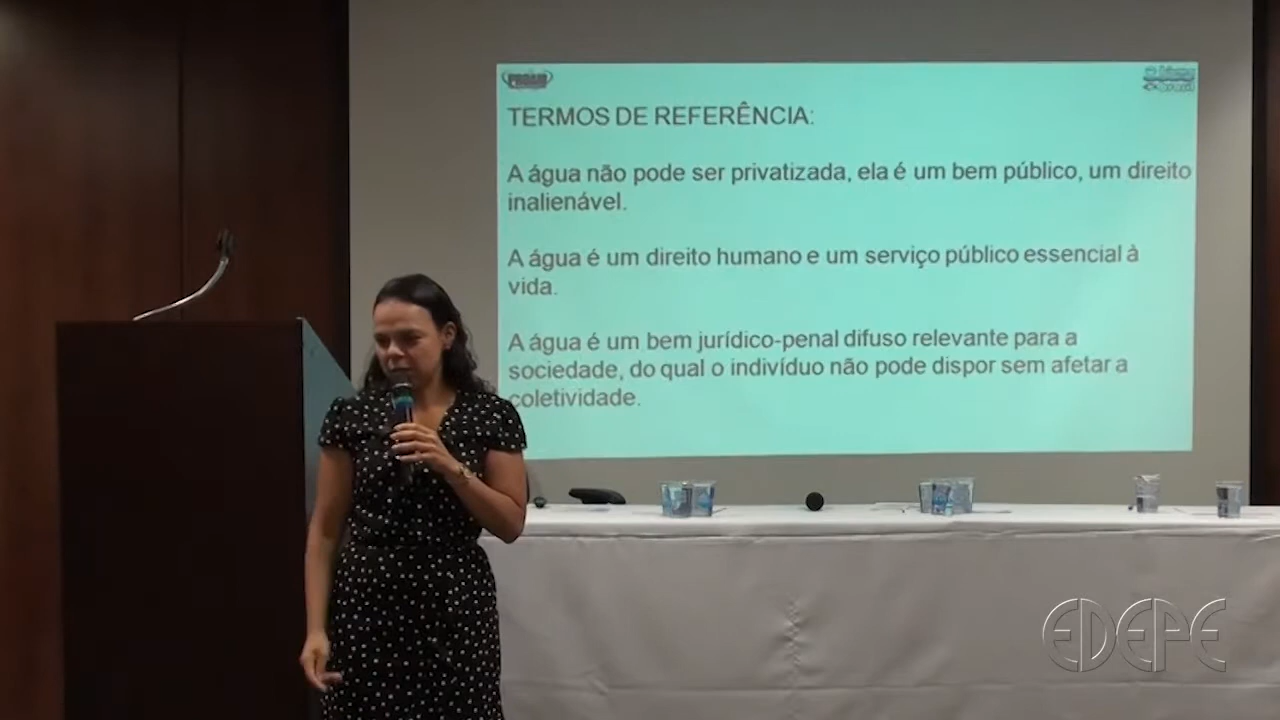 PROAM
TERMOS DE REFERÊNCIA:
A água não pode ser privatizada, ela é um bem público, um direito
inalienável.
A água é um direito humano e um serviço público essencial à
vida.
A água é um bem jurídico-penal difuso relevante para a
sociedade, do qual o indivíduo não pode dispor sem afetar a
coletividade.
EDEPE